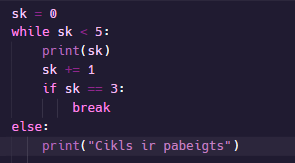 sk = 0
while sk < 5:
    print(sk)
    sk += 1
    if sk == 3:
        break
else:
    print("Cikls ir pabeigts")